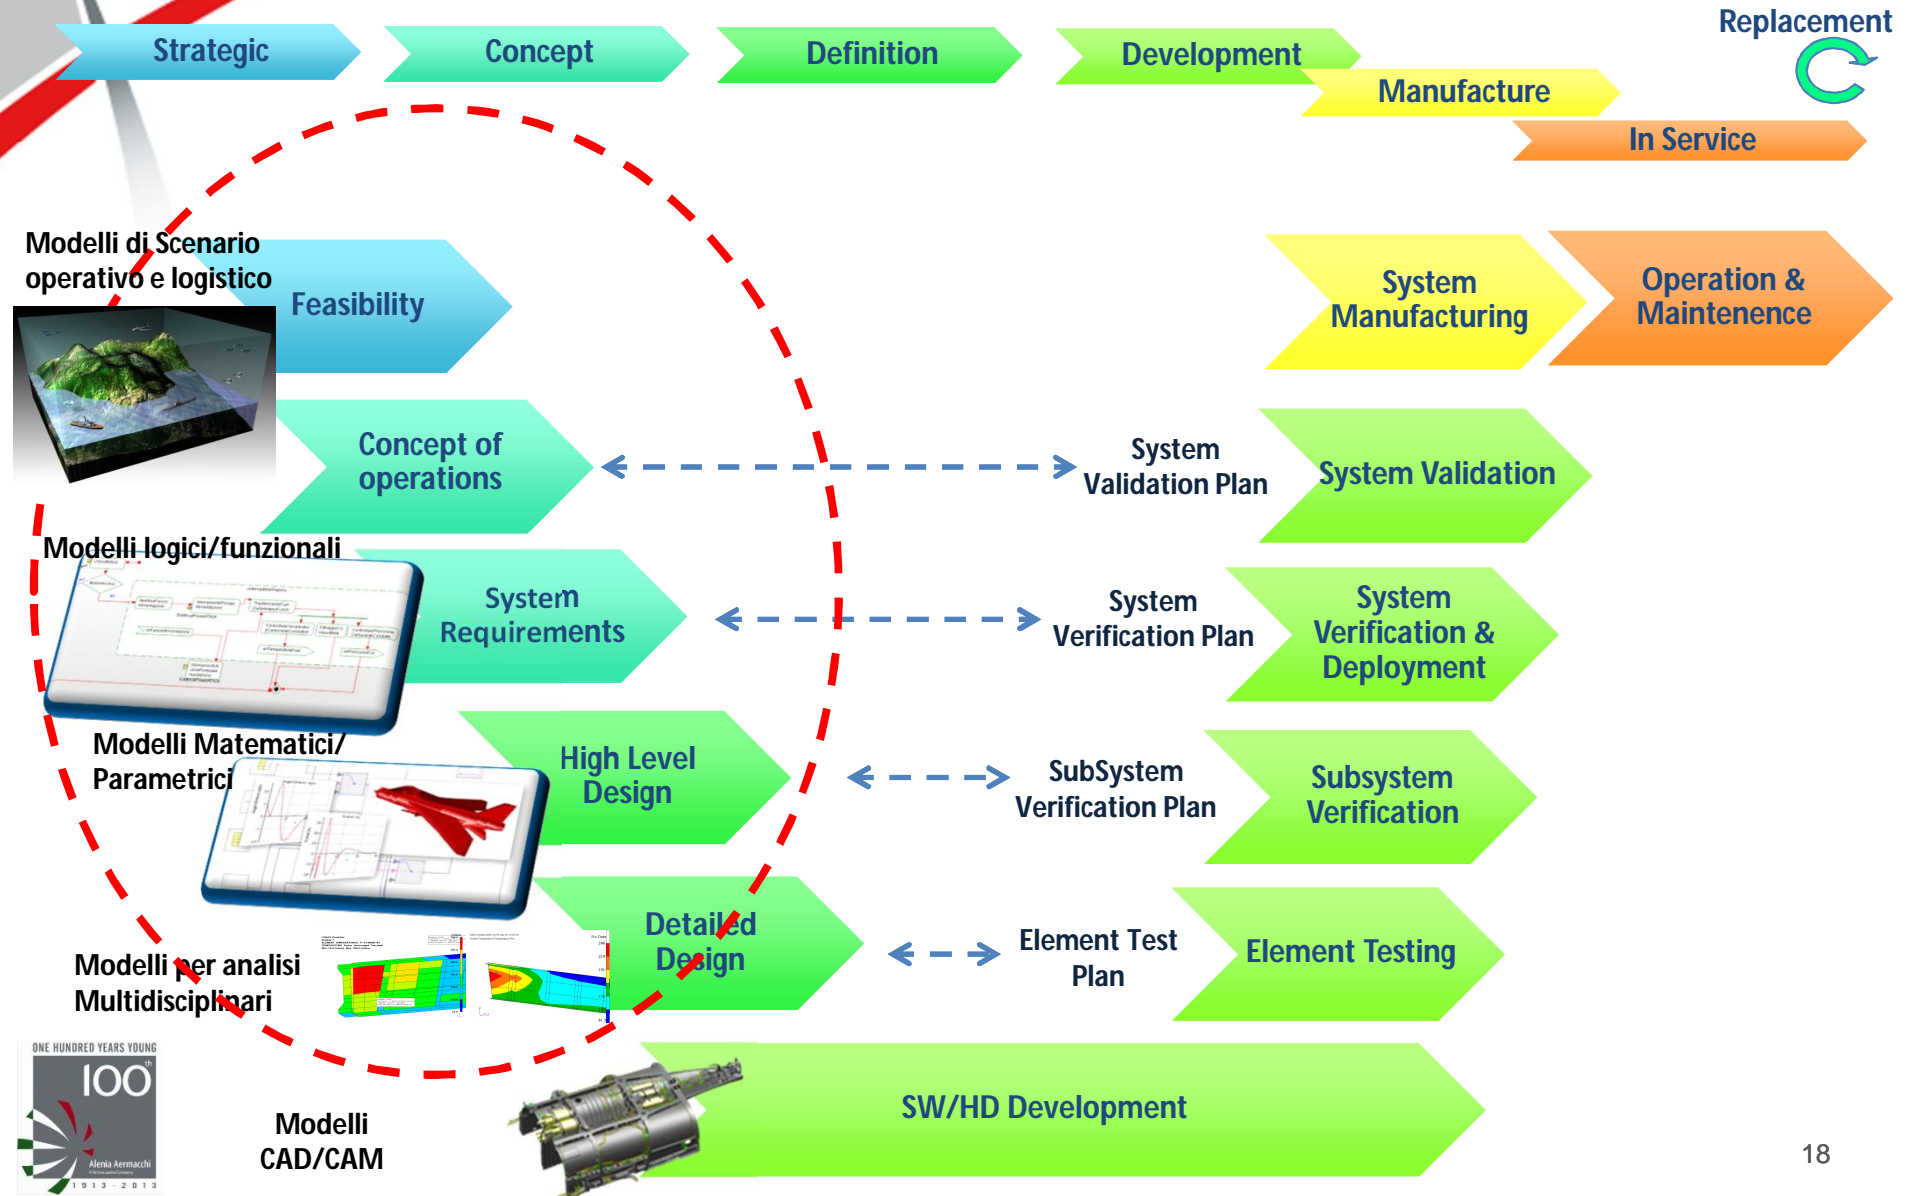 Replacement
Strategic
Concept
Definition
Development
Manufacture
In Service
Modelli di Scenario
operativo e logistico
Feasibility
System
Manufacturing
Operation &
Maintenence
Concept of
operations
System
Validation Plan
System Validation
Modelli logici/funzionali
System
Requirements
System
Verification Plan
System
Verification &
Deployment
Modelli Matematici/
Parametrici
High Level
Design
SubSystem
Verification Plan
Subsystem
Verification
Detailed
Design
Element Test
Plan
Element Testing
Modelli per analisi
Multidisciplinari
ONE HUNDRED YEARS YOUNG
100th
Alenia Aermacchi
1913-2013
Modelli
CAD/CAM
SW/HD Development
18